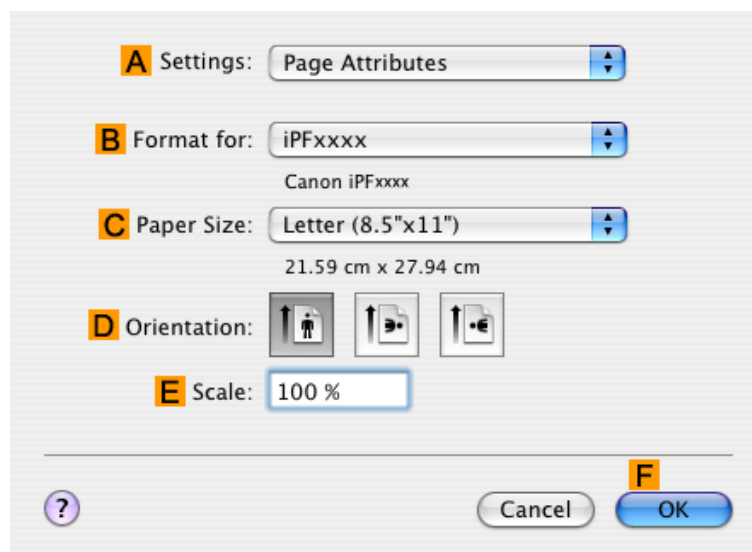 A Settings: Page Attributes
B Format for: iPFxxxx
Canon iPFxxxx
C Paper Size: Letter (8.5"x11")
21.59 cm x 27.94 cm
D Orientation:
E Scale: 100 %
F
? Cancel OK